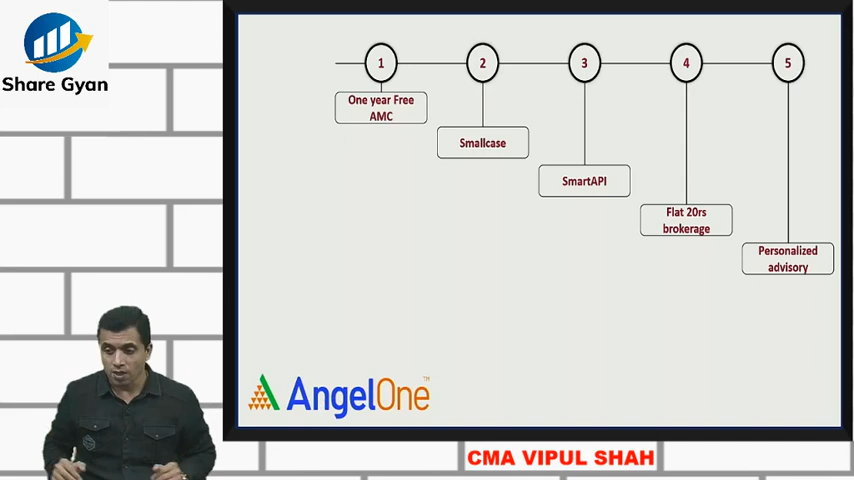 Share Gyan
1
2
3
4
5
One year Free
AMC
Smallcase
SmartAPI
Flat 20rs
brokerage
Personalized
advisory
AngelOne™
CMA VIPUL SHAH